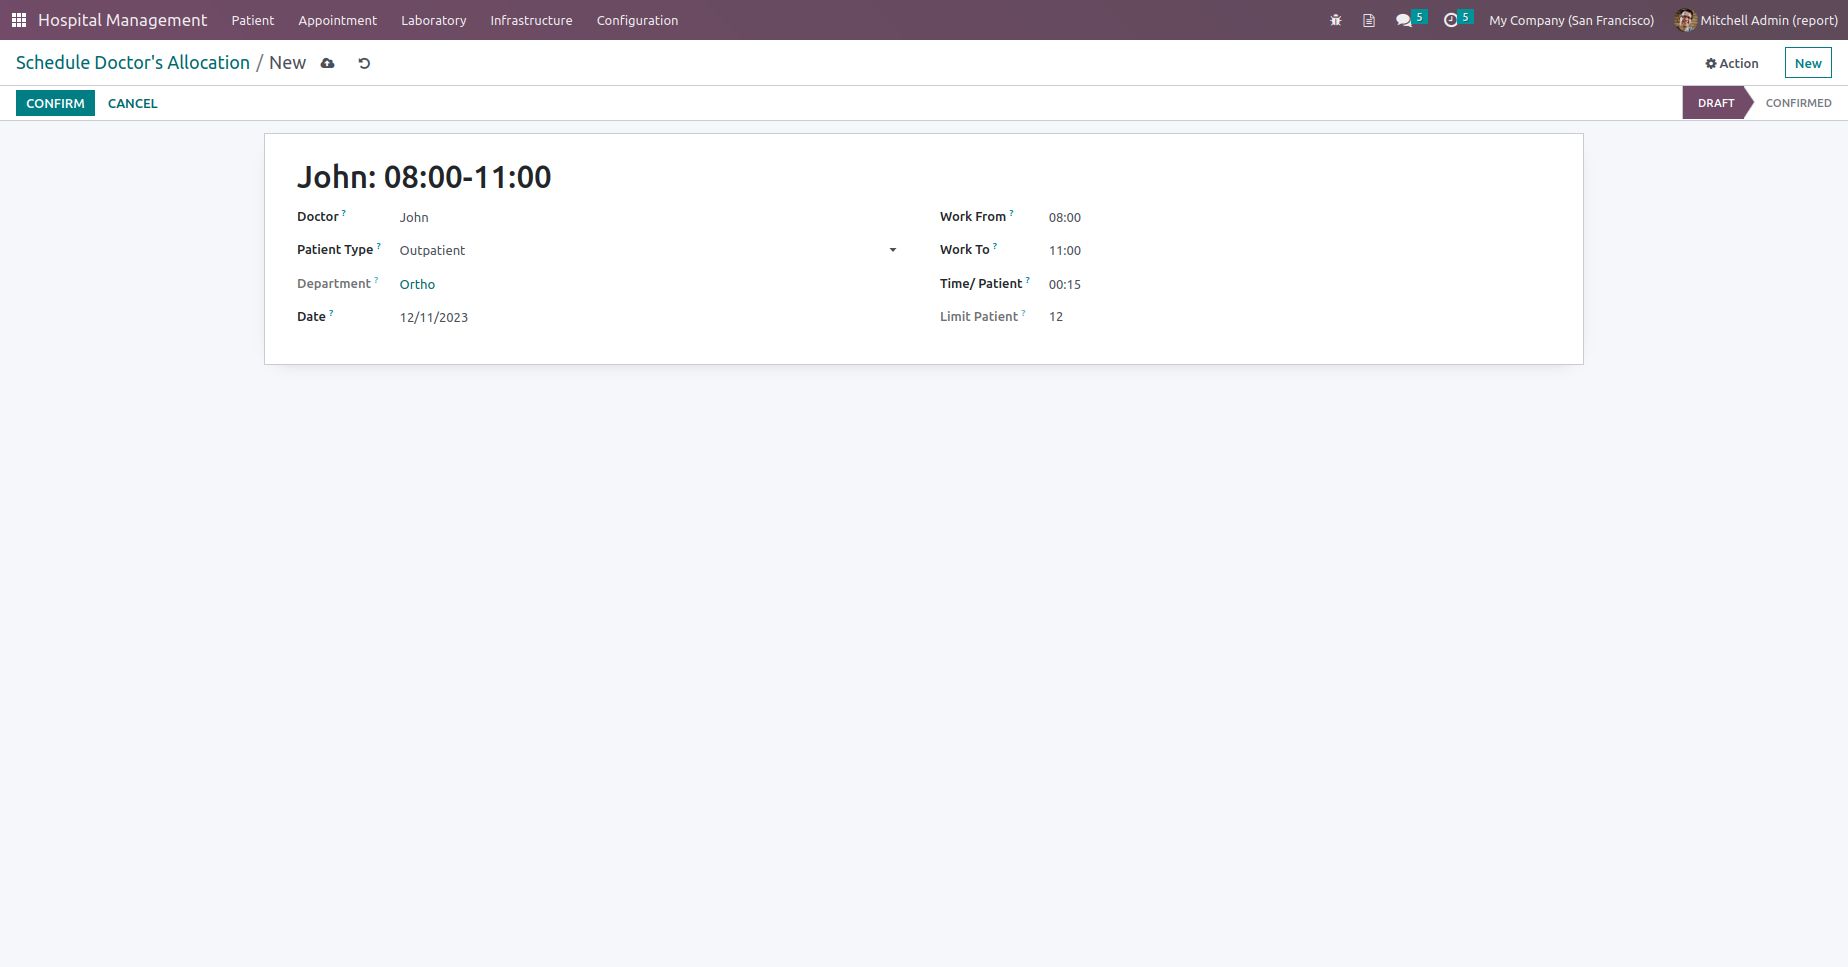 Hospital Management Patient Appointment Laboratory Infrastructure Configuration 5 5 My Company (San Francisco) Mitchell Admin (report)
Schedule Doctor's Allocation / New Action New
CONFIRM CANCEL DRAFT CONFIRMED
John: 08:00-11:00
Doctor ? John Work From ? 08:00
Patient Type ? Outpatient Work To ? 11:00
Department ? Ortho Time/ Patient ? 00:15
Date ? 12/11/2023 Limit Patient ? 12